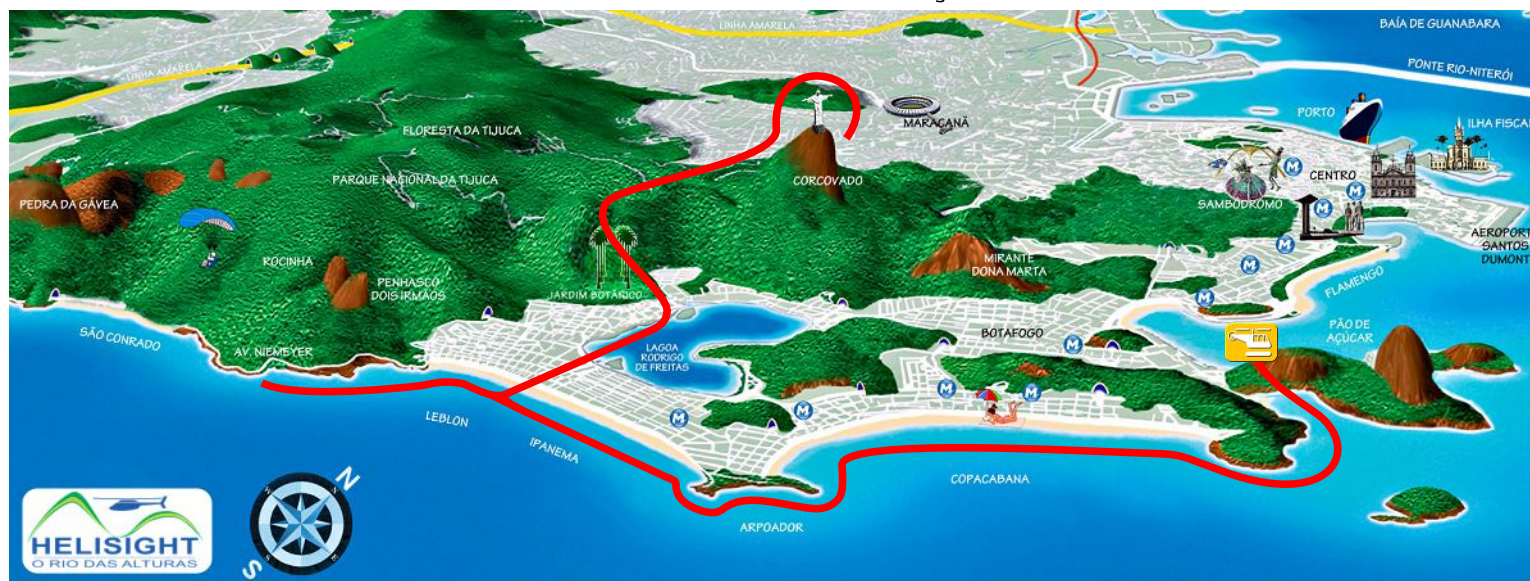 LINHA AMARELA
BAÍA DE GUANABARA
PONTE RIO-NITERÓI
LINHA AMARELA
PORTO
ILHA FISCAL
MARACANÃ
FLORESTA DA TIJUCA
CENTRO
PARQUE NACIONAL DA TIJUCA
CORCOVADO
SAMBÓDROMO
PEDRA DA GÁVEA
AEROPORT
SANTOS
DUMONT
ROCINHA
MIRANTE
DONA MARTA
PENHASCO
DOIS IRMÃOS
JARDIM BOTÂNICO
FLAMENGO
SÃO CONRADO
BOTAFOGO
PÃO DE
AÇÚCAR
AV. NIEMEYER
LAGOA
RODRIGO
DE FREITAS
M
M
M
M
M
M
M
M
M
M
M
LEBLON
IPANEMA
COPACABANA
ARPOADOR
N
S
HELISIGHT
O RIO DAS ALTURAS